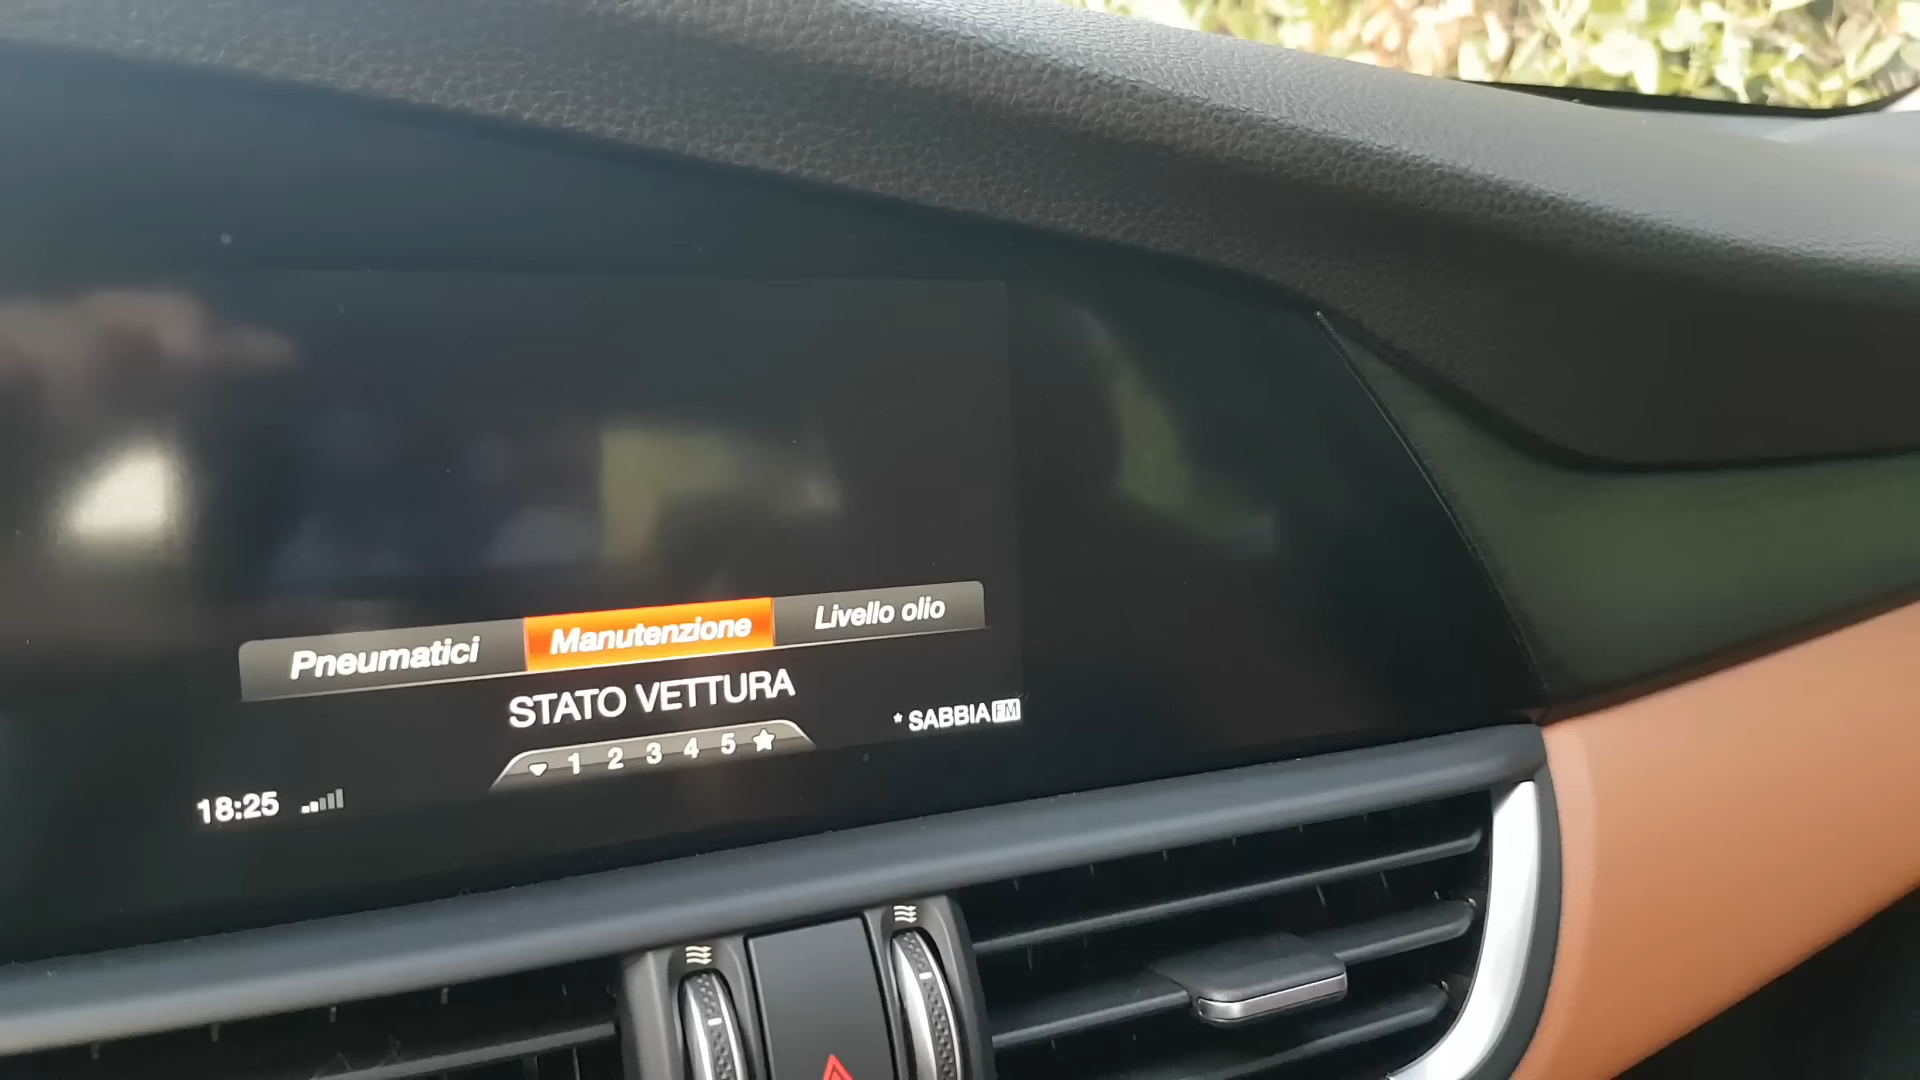 Pneumatici Manutenzione Livello olio
STATO VETTURA
* SABBIA FM
1 2 3 4 5
18:25